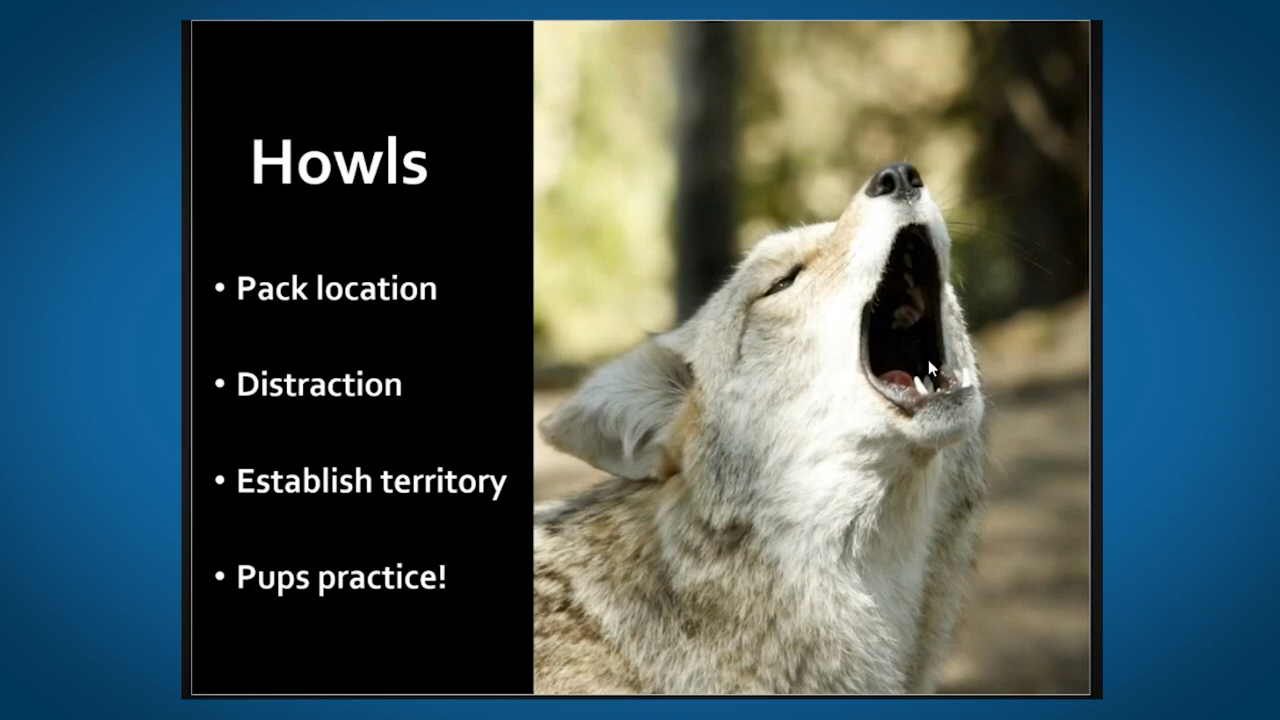 Howls
• Pack location
• Distraction
• Establish territory
• Pups practice!